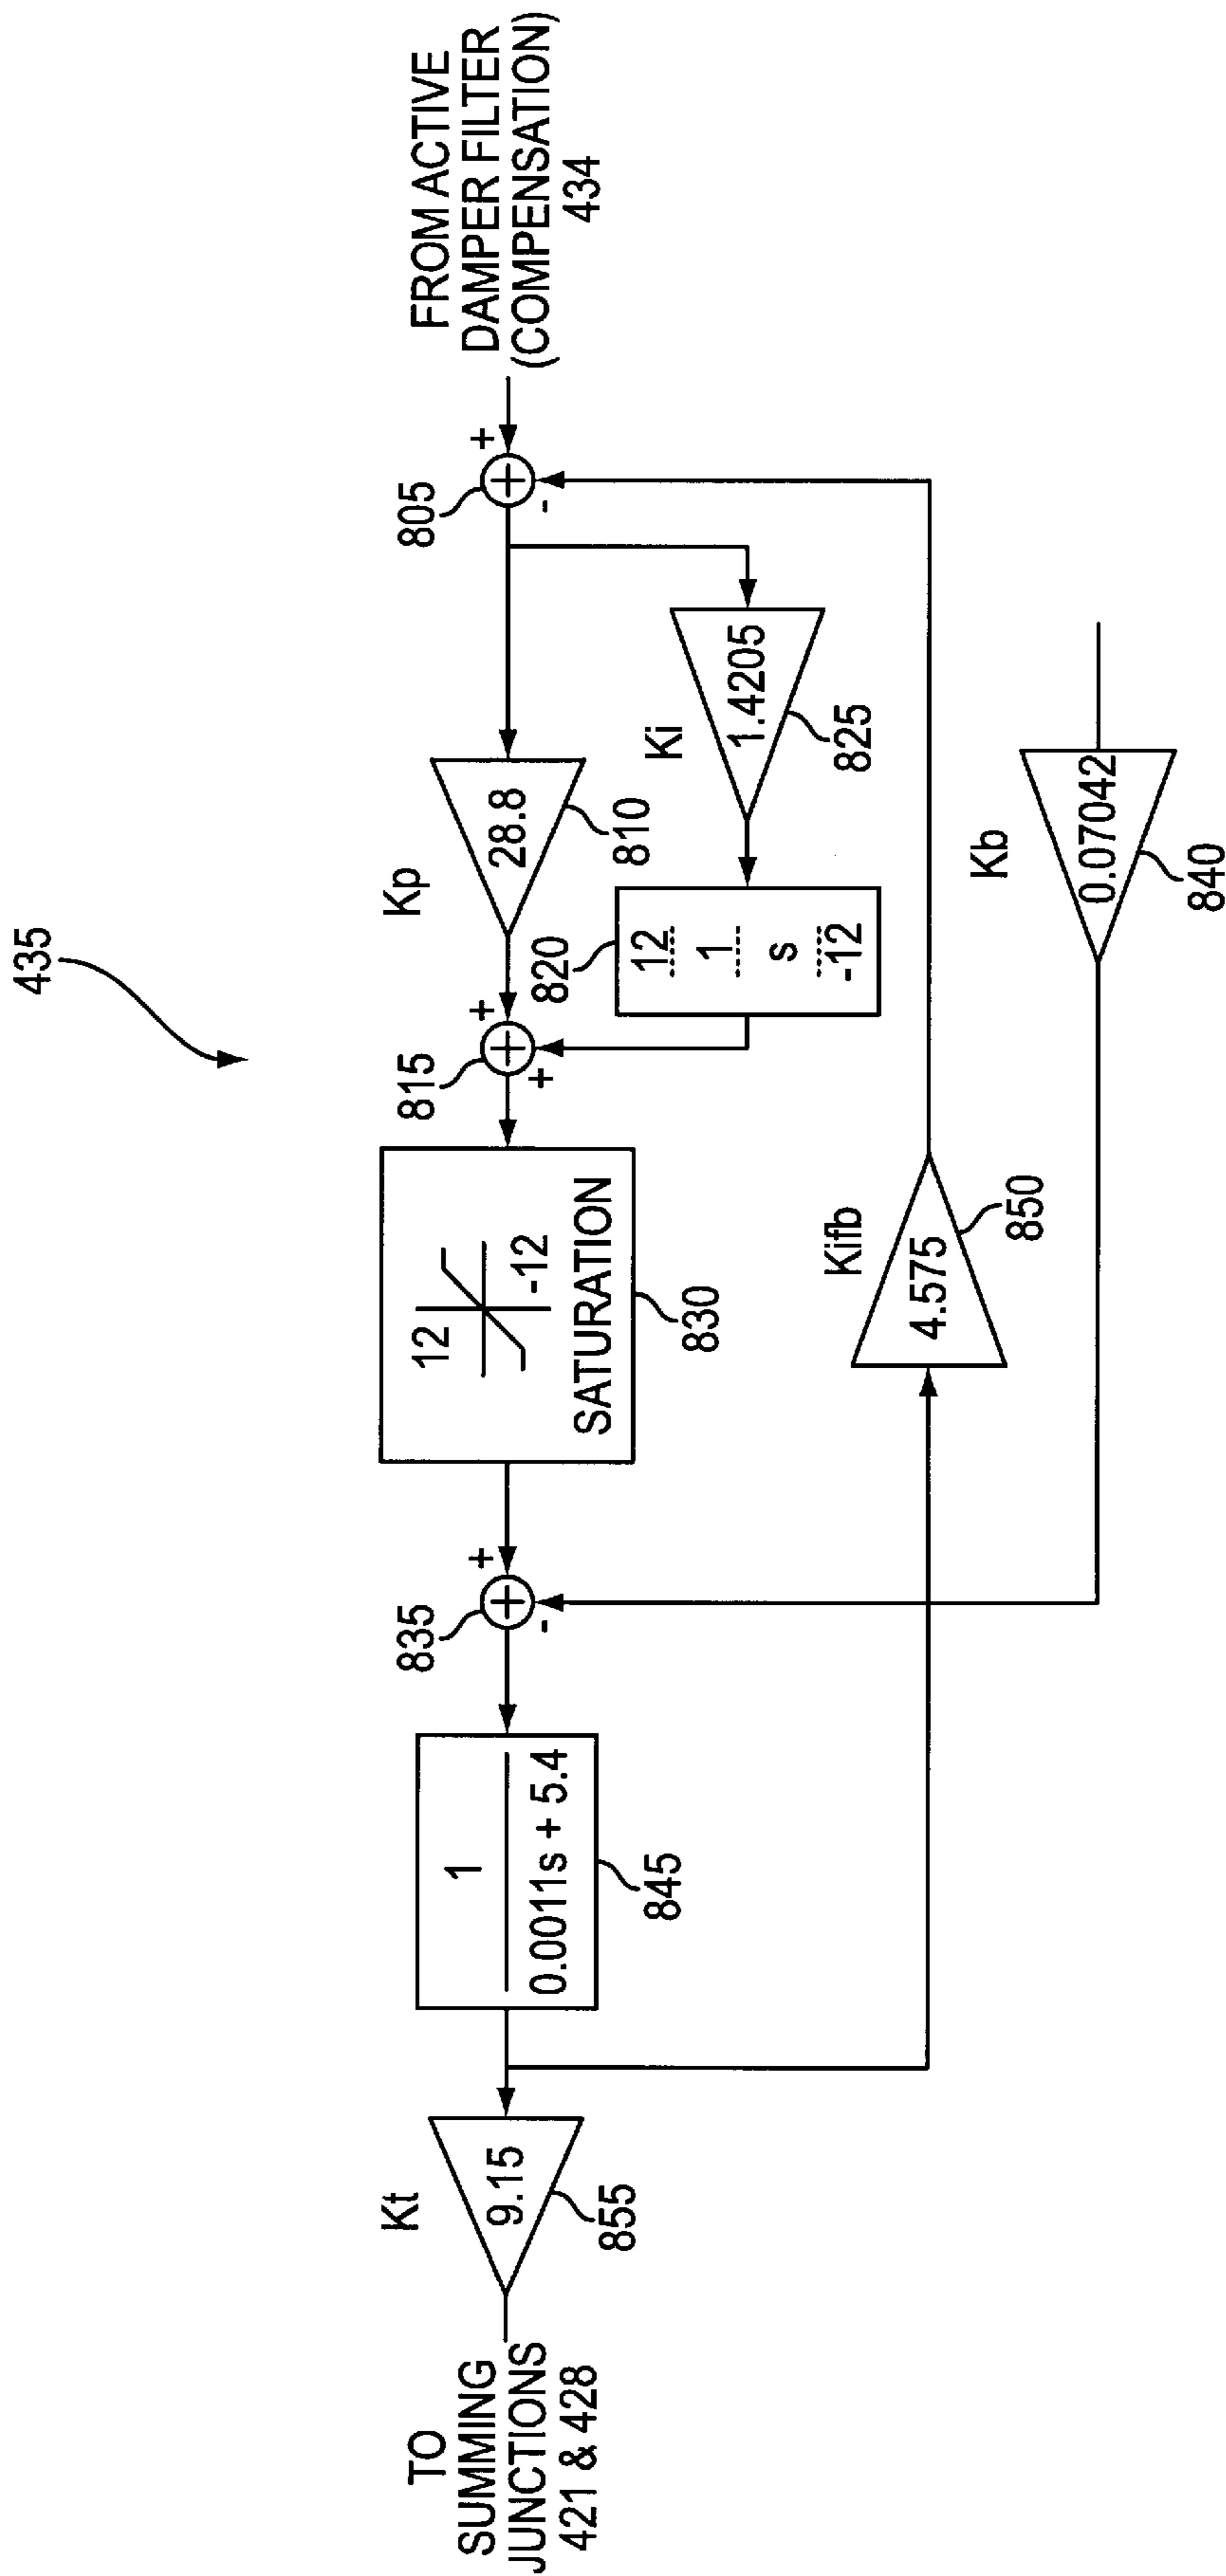 435
TO
SUMMING
JUNCTIONS
421 & 428
Kt
9.15
855
1
0.0011s + 5.4
845
835
+
-
12
-12
SATURATION
830
815
+
+
Kp
28.8
810
820
12
1
s
-12
Ki
1.4205
825
805
+
-
FROM ACTIVE
DAMPER FILTER
(COMPENSATION)
434
Kifb
4.575
850
Kb
0.07042
840